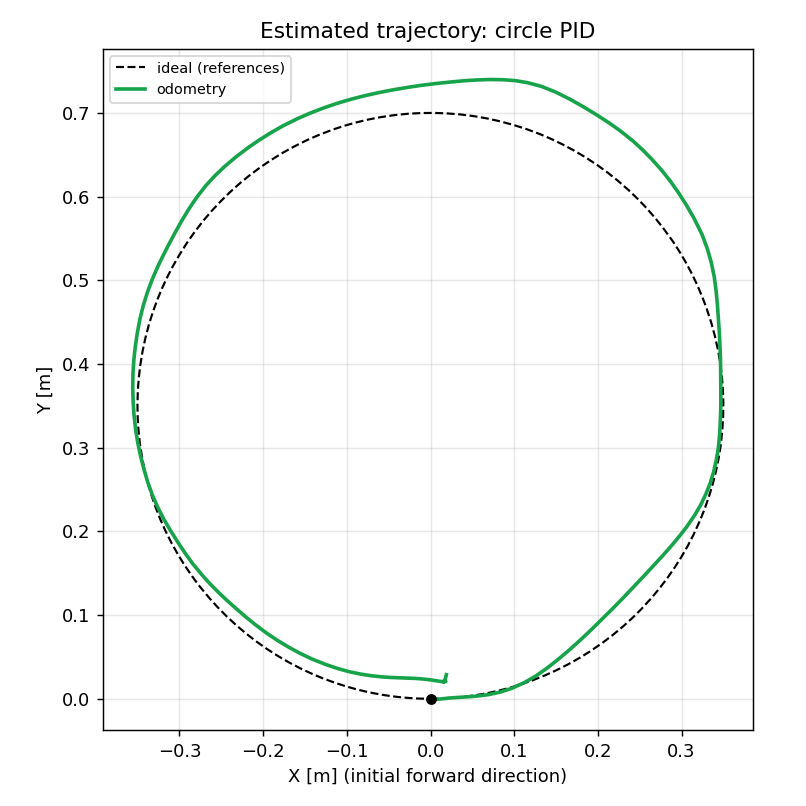 Estimated trajectory: circle PID
ideal (references)
odometry
0.7
0.6
0.5
0.4
0.3
0.2
0.1
0.0
Y [m]
−0.3 −0.2 −0.1 0.0 0.1 0.2 0.3
X [m] (initial forward direction)